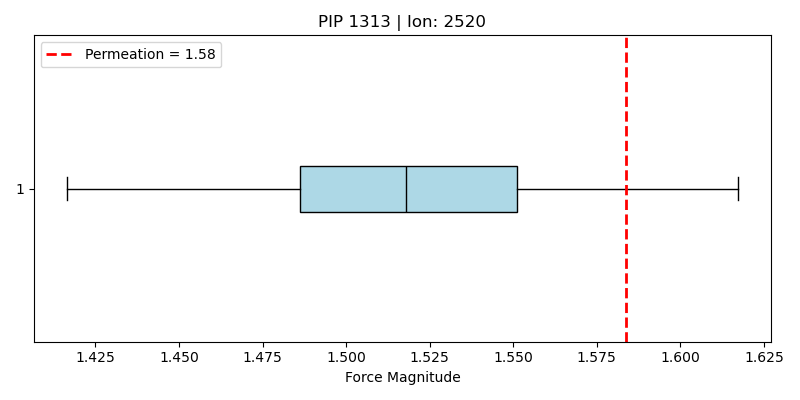 PIP 1313 | Ion: 2520
Permeation = 1.58
1
1.425 1.450 1.475 1.500 1.525 1.550 1.575 1.600 1.625
Force Magnitude